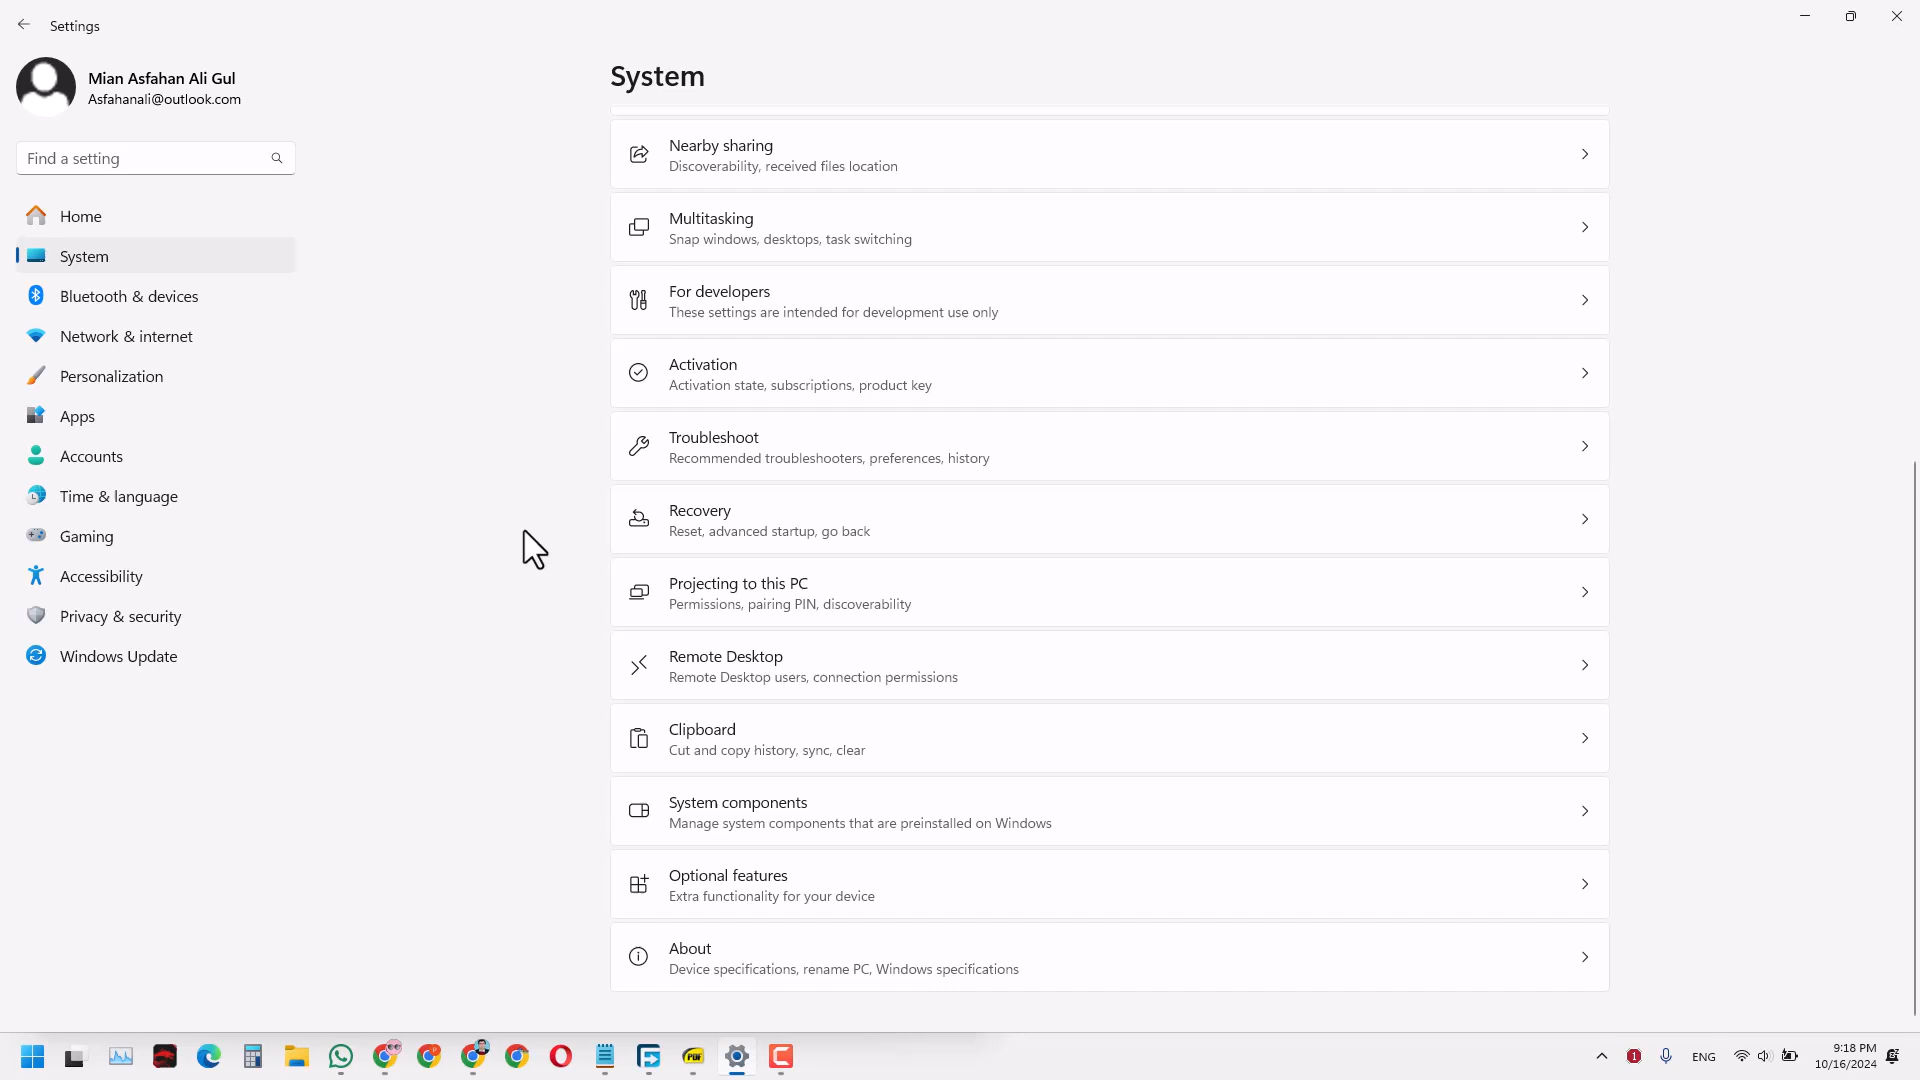 Settings
Mian Asfahan Ali Gul
Asfahanali@outlook.com
Find a setting
Home
System
Bluetooth & devices
Network & internet
Personalization
Apps
Accounts
Time & language
Gaming
Accessibility
Privacy & security
Windows Update
System
Nearby sharing
Discoverability, received files location
Multitasking
Snap windows, desktops, task switching
For developers
These settings are intended for development use only
Activation
Activation state, subscriptions, product key
Troubleshoot
Recommended troubleshooters, preferences, history
Recovery
Reset, advanced startup, go back
Projecting to this PC
Permissions, pairing PIN, discoverability
Remote Desktop
Remote Desktop users, connection permissions
Clipboard
Cut and copy history, sync, clear
System components
Manage system components that are preinstalled on Windows
Optional features
Extra functionality for your device
About
Device specifications, rename PC, Windows specifications
PDF
1
ENG
9:18 PM
10/16/2024